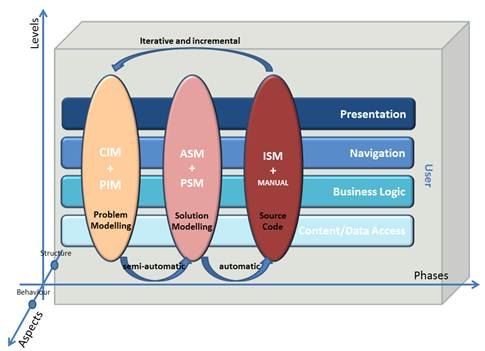 Levels
Iterative and incremental
Presentation
CIM
+
PIM
ASM
+
PSM
ISM
+
MANUAL
Navigation
User
Business Logic
Problem
Modelling
Solution
Modelling
Source
Code
Content/Data Access
Structure
semi-automatic
automatic
Phases
Behaviour
Aspects